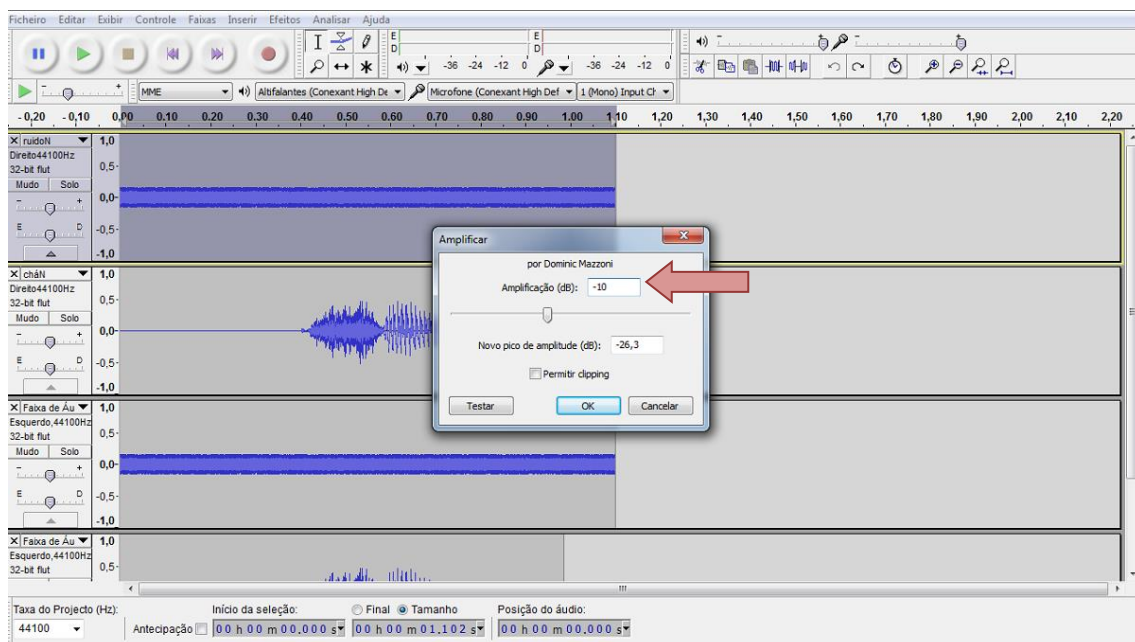 Ficheiro Editar Exibir Controle Faixas Inserir Efeitos Analisar Ajuda
E E
D D
-36 -24 -12 0 -36 -24 -12 0
MME Altifalantes (Conexant High De Microfone (Conexant High Def 1 (Mono) Input Ch
- 0,20 - 0,10 0,00 0,10 0,20 0,30 0,40 0,50 0,60 0,70 0,80 0,90 1,00 1,10 1,20 1,30 1,40 1,50 1,60 1,70 1,80 1,90 2,00 2,10 2,20
X ruidoN 1,0
Direito44100Hz
32-bit flut 0,5-
Mudo Solo
- + 0,0-
E D -0,5-
-1,0
X cháN 1,0
Direito44100Hz
32-bit flut 0,5-
Mudo Solo
- + 0,0-
E D -0,5-
-1,0
X Faixa de Áu 1,0
Esquerdo,44100Hz
32-bit flut 0,5-
Mudo Solo
- + 0,0-
E D -0,5-
-1,0
X Faixa de Áu 1,0
Esquerdo,44100Hz
32-bit flut 0,5-
Amplificar
por Dominic Mazzoni
Amplificação (dB): -10
Novo pico de amplitude (dB): -26,3
Permitir clipping
Testar OK Cancelar
Taxa do Projecto (Hz): Início da seleção: Final Tamanho Posição do áudio:
44100 Antecipação 00 h 00 m 00,000 s 00 h 00 m 01,102 s 00 h 00 m 00,000 s